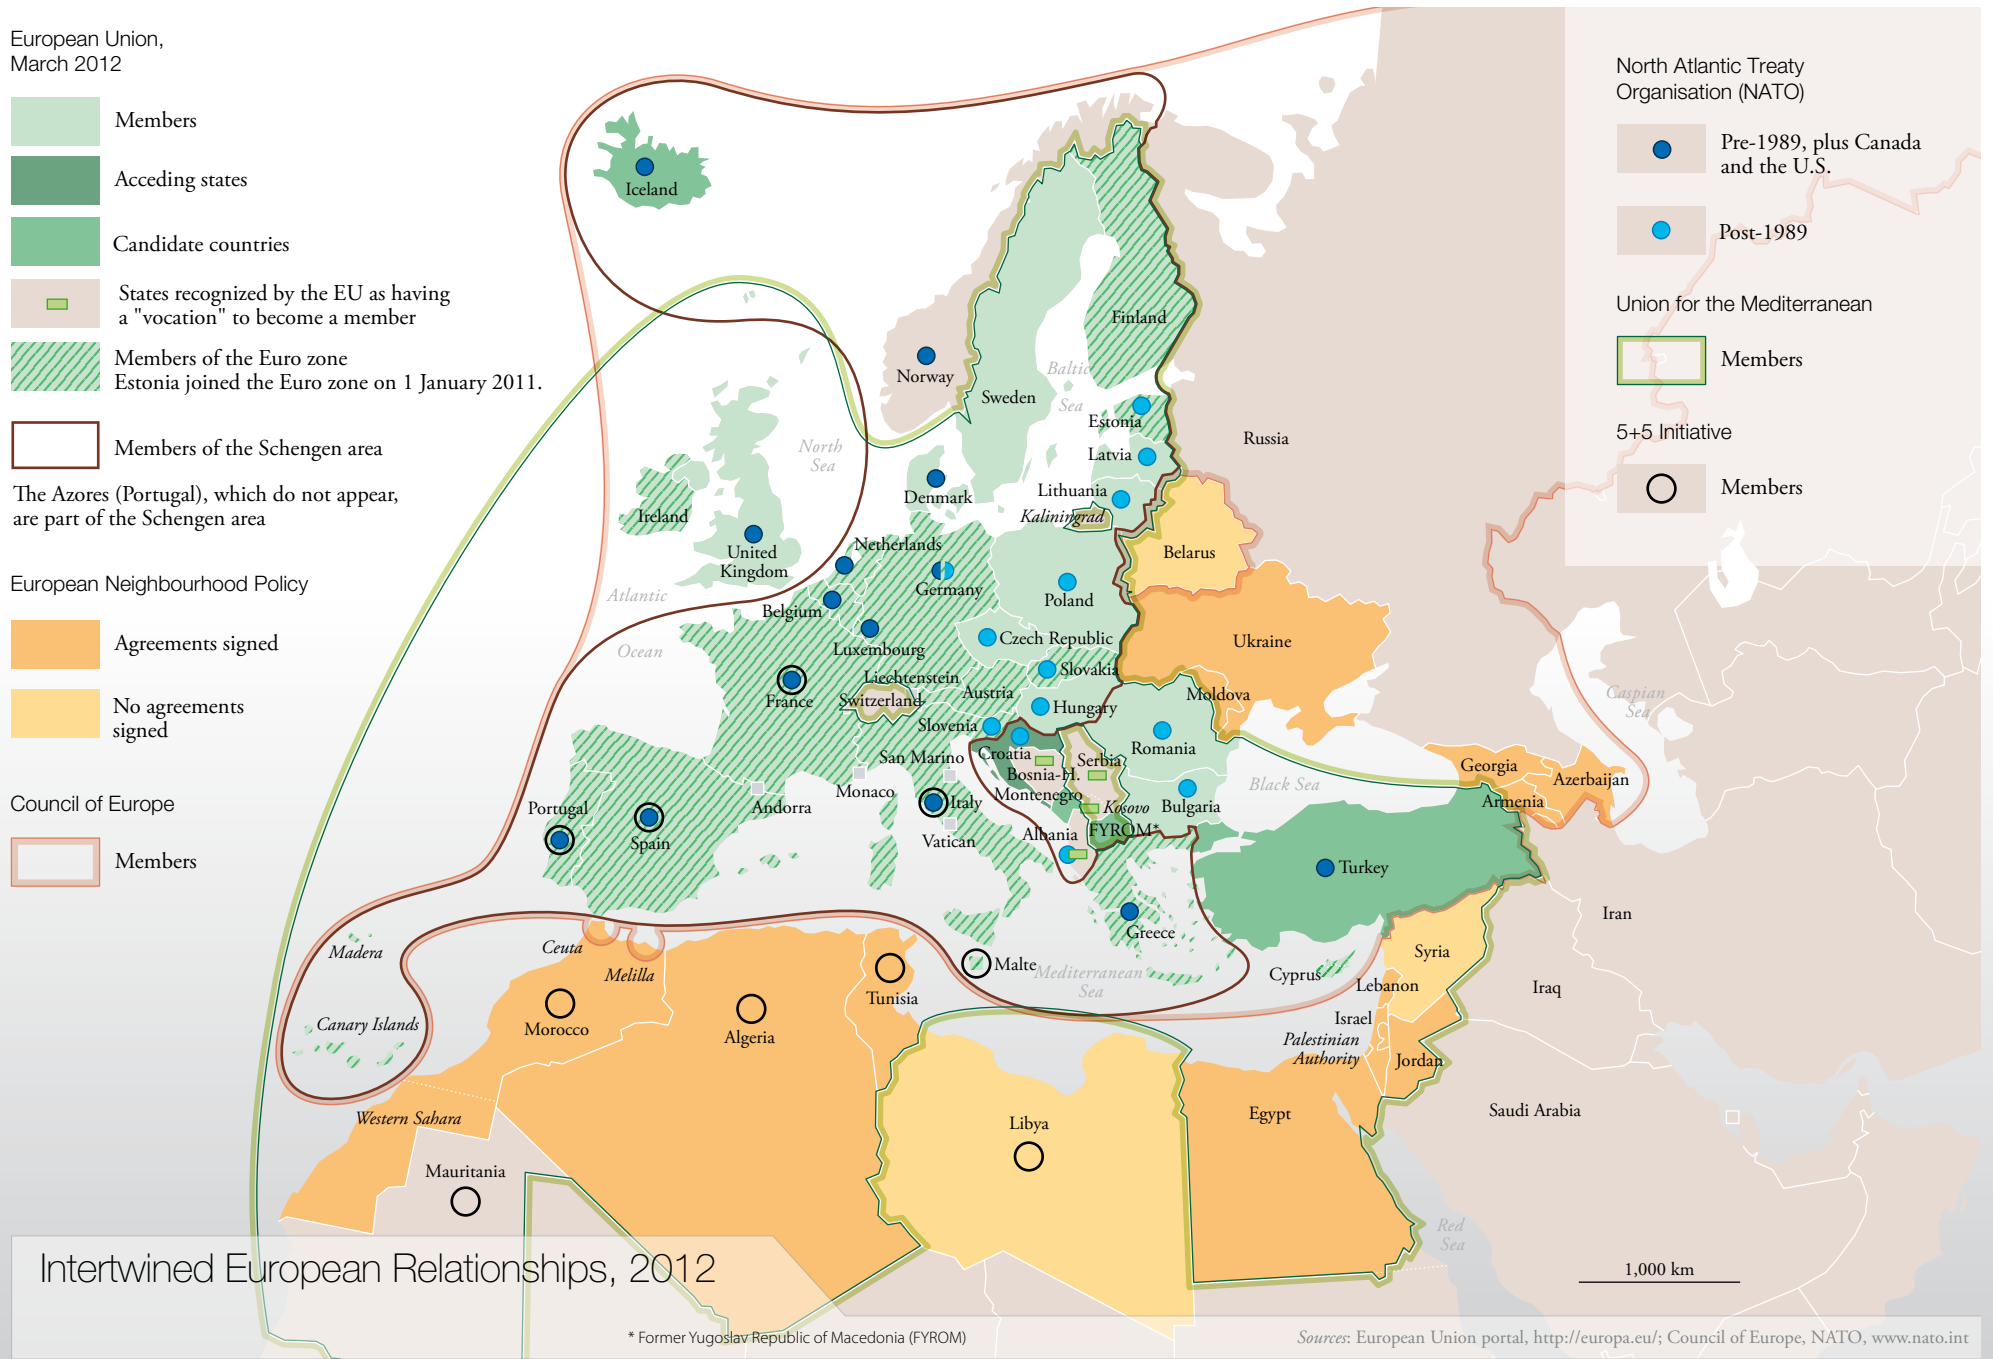 European Union,
March 2012
Members
Acceding states
Candidate countries
States recognized by the EU as having
a "vocation" to become a member
Members of the Euro zone
Estonia joined the Euro zone on 1 January 2011.
Members of the Schengen area
The Azores (Portugal), which do not appear,
are part of the Schengen area
European Neighbourhood Policy
Agreements signed
No agreements
signed
Council of Europe
Members
North Atlantic Treaty
Organisation (NATO)
Pre-1989, plus Canada
and the U.S.
Post-1989
Union for the Mediterranean
Members
5+5 Initiative
Members
Iceland
Norway
Sweden
Finland
Baltic
Sea
Estonia
Latvia
Lithuania
Kaliningrad
Russia
North
Sea
Denmark
Ireland
United
Kingdom
Netherlands
Belarus
Atlantic
Ocean
Belgium
Germany
Poland
Luxembourg
Czech Republic
Ukraine
Liechtenstein
Slovakia
France
Switzerland
Austria
Moldova
Hungary
Slovenia
Caspian
Sea
San Marino
Croatia
Romania
Serbia
Bosnia-H.
Georgia
Azerbaijan
Monaco
Andorra
Montenegro
Kosovo
Bulgaria
Black Sea
Armenia
Portugal
Spain
Italy
Vatican
Albania
FYROM*
Turkey
Greece
Iran
Madera
Ceuta
Melilla
Malte
Mediterranean
Sea
Cyprus
Syria
Lebanon
Iraq
Canary Islands
Morocco
Algeria
Tunisia
Israel
Palestinian
Authority
Jordan
Western Sahara
Libya
Egypt
Saudi Arabia
Mauritania
Red
Sea
Intertwined European Relationships, 2012
1,000 km
* Former Yugoslav Republic of Macedonia (FYROM)
Sources: European Union portal, http://europa.eu/; Council of Europe, NATO, www.nato.int